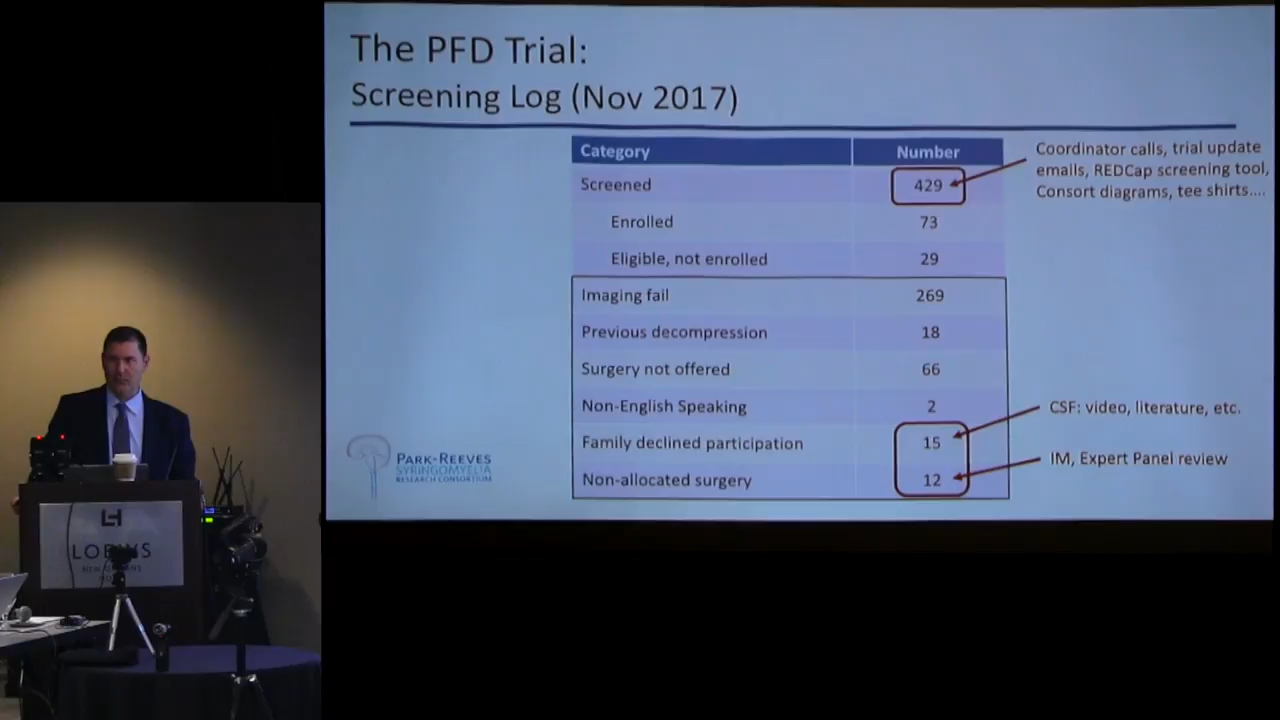 The PFD Trial:
Screening Log (Nov 2017)
Category Number
Screened 429
Enrolled 73
Eligible, not enrolled 29
Imaging fail 269
Previous decompression 18
Surgery not offered 66
Non-English Speaking 2
Family declined participation 15
Non-allocated surgery 12
Coordinator calls, trial update
emails, REDCap screening tool,
Consort diagrams, tee shirts....
CSF: video, literature, etc.
IM, Expert Panel review
PARK-REEVES
SYRINGOMYELIA
RESEARCH CONSORTIUM
LH
LOEWS
NEW ORLEANS